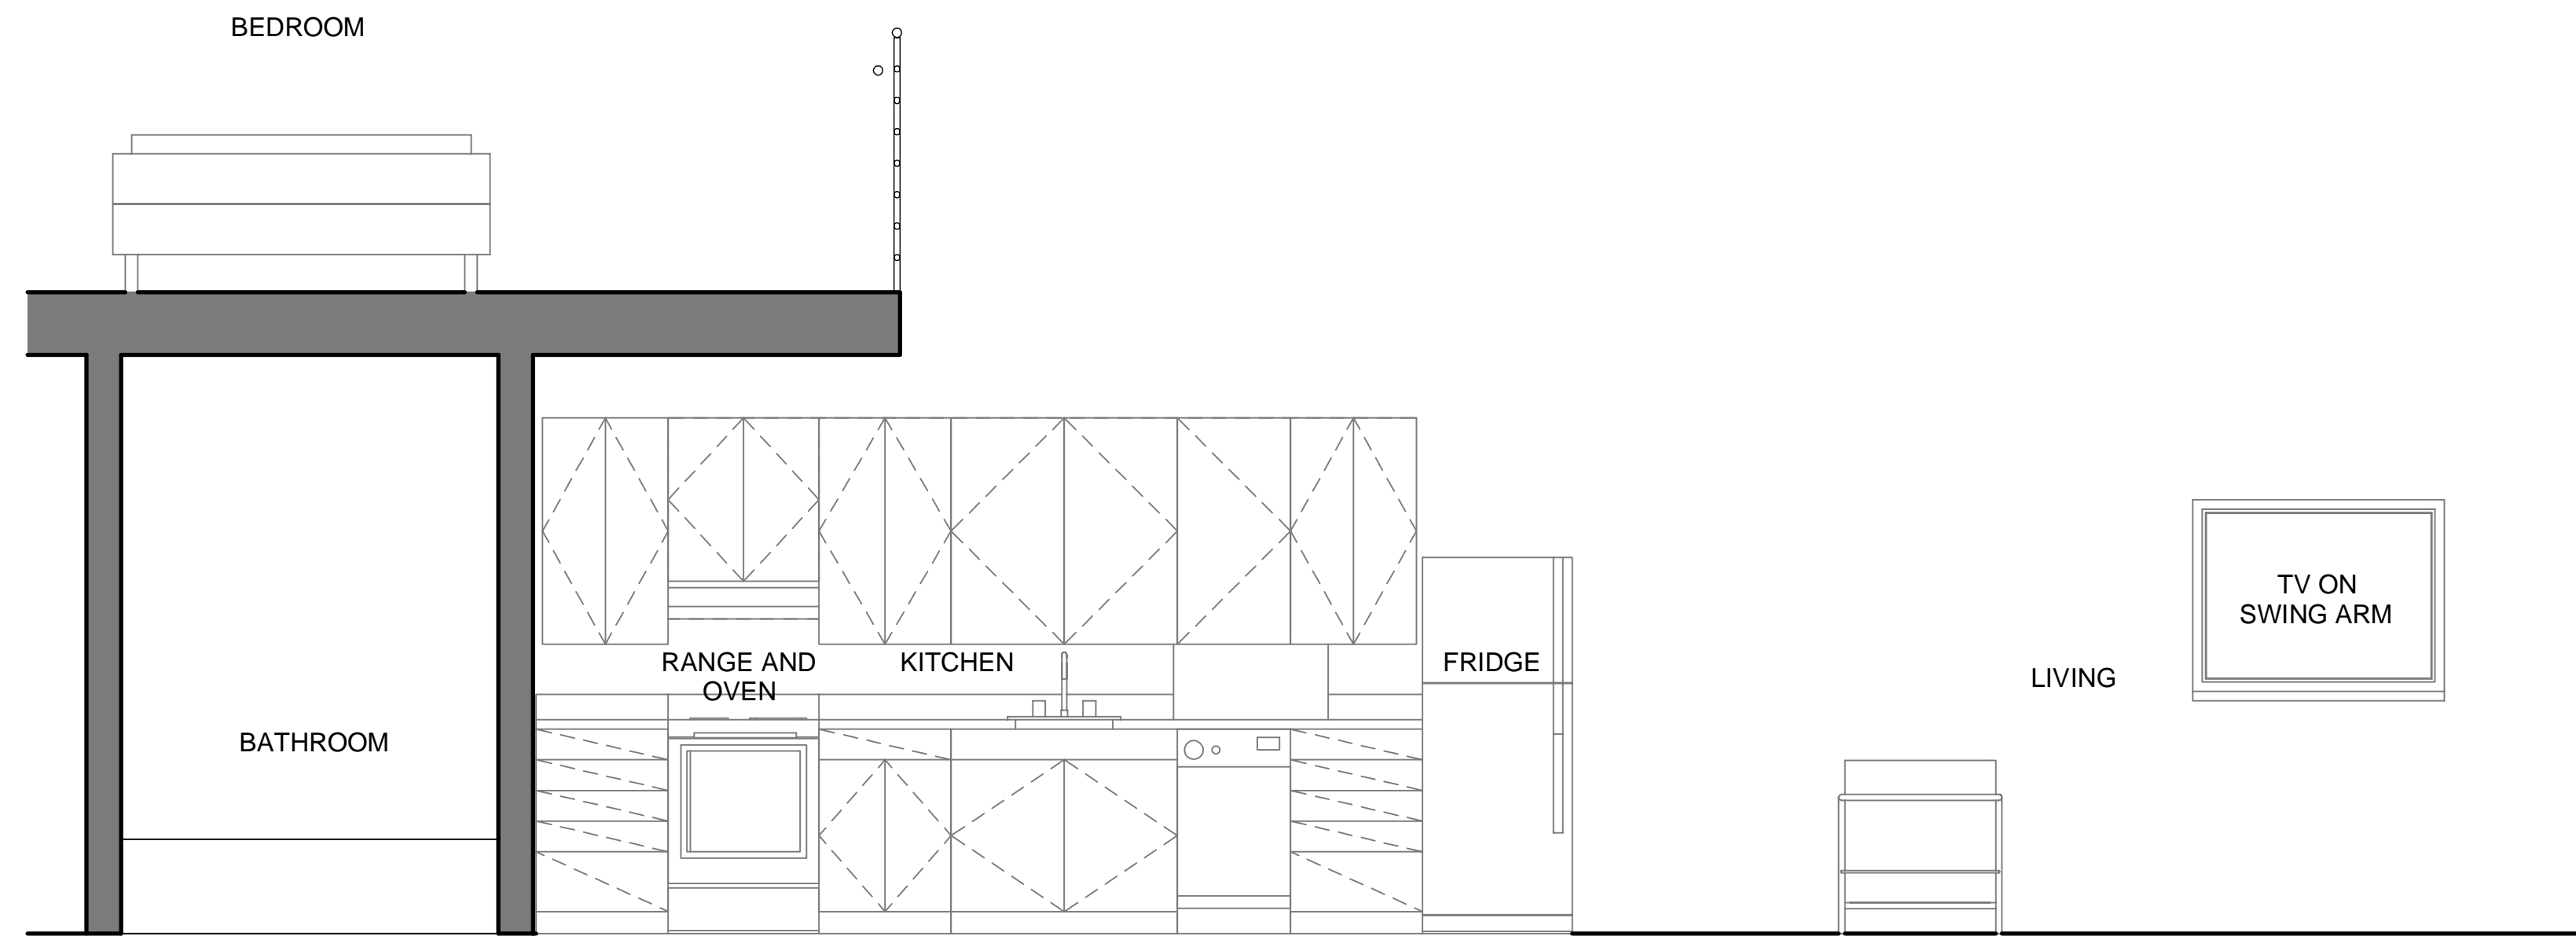 BEDROOM
RANGE AND
OVEN
KITCHEN
FRIDGE
TV ON
SWING ARM
LIVING
BATHROOM